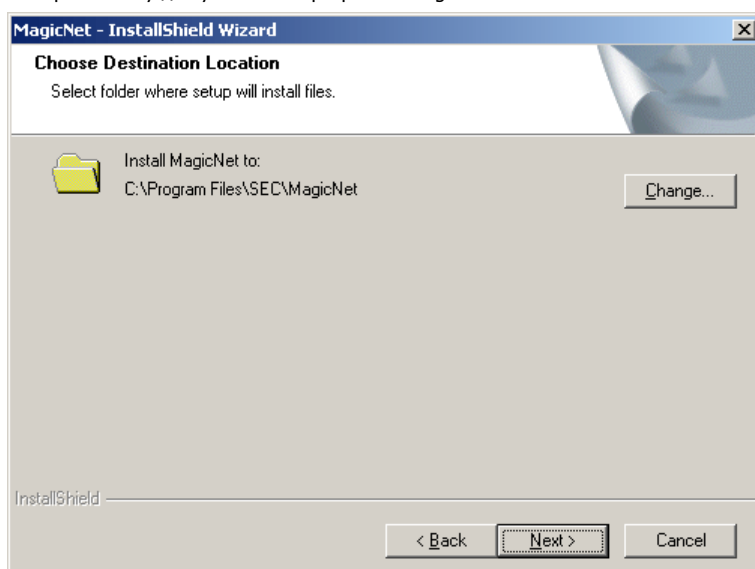 MagicNet - InstallShield Wizard
Choose Destination Location
Select folder where setup will install files.
Install MagicNet to:
C:\Program Files\SEC\MagicNet
Change...
InstallShield
< Back
Next >
Cancel